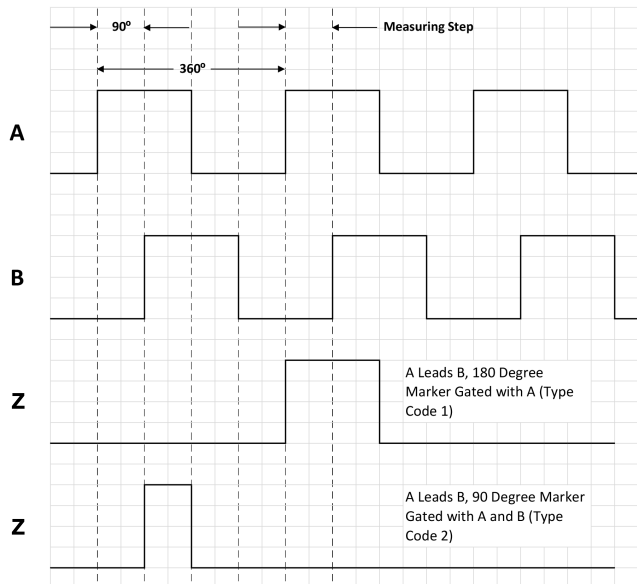 90º
Measuring Step
360º
A
B
Z
A Leads B, 180 Degree
Marker Gated with A (Type
Code 1)
Z
A Leads B, 90 Degree Marker
Gated with A and B (Type
Code 2)